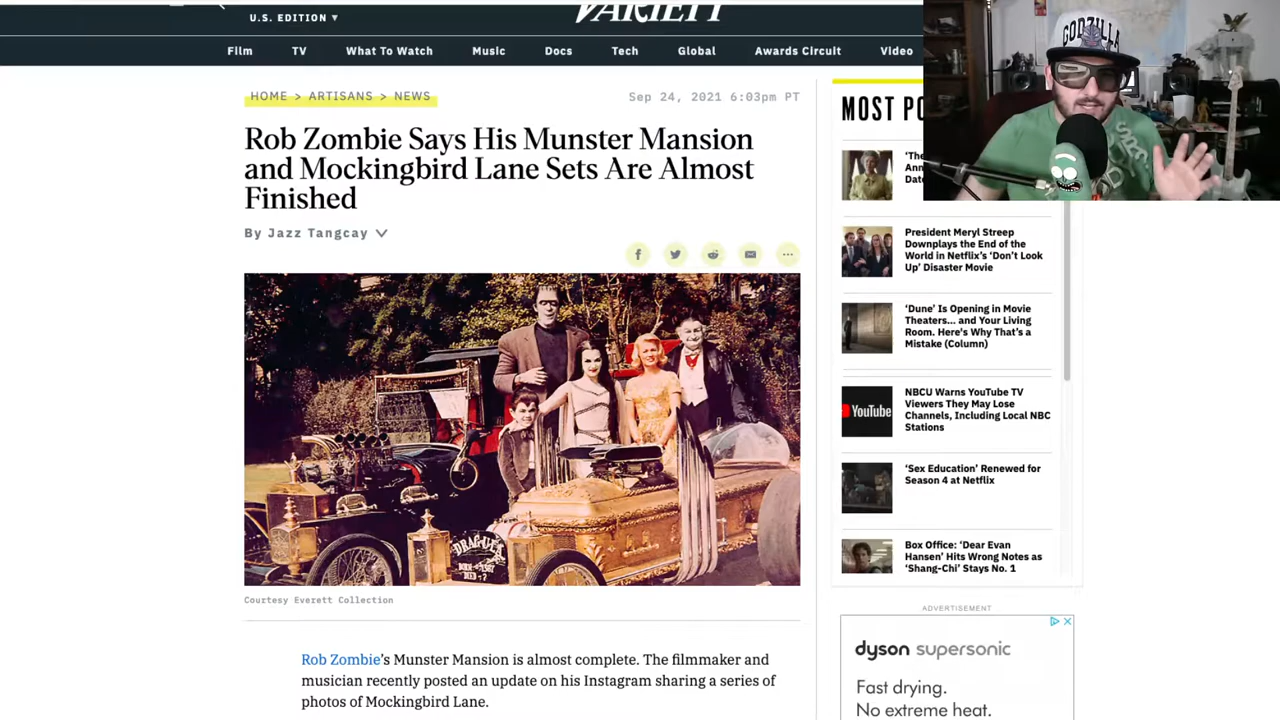 VARIETY
U.S. EDITION ▾
Film TV What To Watch Music Docs Tech Global Awards Circuit Video
HOME > ARTISANS > NEWS
Sep 24, 2021 6:03pm PT
Rob Zombie Says His Munster Mansion
and Mockingbird Lane Sets Are Almost
Finished
By Jazz Tangcay
DRAG-U-LA
BORN 1367
DIED ?
Courtesy Everett Collection
Rob Zombie's Munster Mansion is almost complete. The filmmaker and
musician recently posted an update on his Instagram sharing a series of
photos of Mockingbird Lane.
MOST
President Meryl Streep
Downplays the End of the
World in Netflix's 'Don't Look
Up' Disaster Movie
'Dune' Is Opening in Movie
Theaters... and Your Living
Room. Here's Why That's a
Mistake (Column)
YouTube
NBCU Warns YouTube TV
Viewers They May Lose
Channels, Including Local NBC
Stations
'Sex Education' Renewed for
Season 4 at Netflix
Box Office: 'Dear Evan
Hansen' Hits Wrong Notes as
'Shang-Chi' Stays No. 1
ADVERTISEMENT
dyson supersonic
Fast drying.
No extreme heat.
GODZILLA